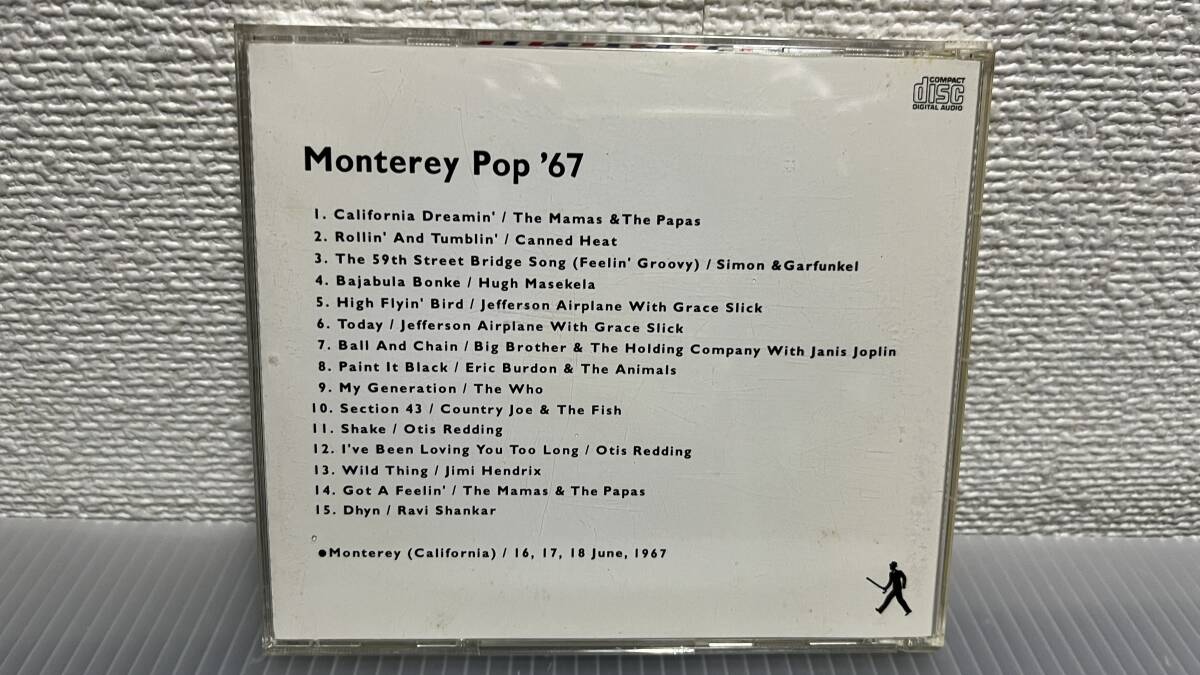 COMPACT
disc
DIGITAL AUDIO
Monterey Pop ’67
1. California Dreamin' / The Mamas &The Papas
2. Rollin' And Tumblin' / Canned Heat
3. The 59th Street Bridge Song (Feelin' Groovy) / Simon &Garfunkel
4. Bajabula Bonke / Hugh Masekela
5. High Flyin' Bird / Jefferson Airplane With Grace Slick
6. Today / Jefferson Airplane With Grace Slick
7. Ball And Chain / Big Brother & The Holding Company With Janis Joplin
8. Paint It Black / Eric Burdon & The Animals
9. My Generation / The Who
10. Section 43 / Country Joe & The Fish
11. Shake / Otis Redding
12. I've Been Loving You Too Long / Otis Redding
13. Wild Thing / Jimi Hendrix
14. Got A Feelin' / The Mamas & The Papas
15. Dhyn / Ravi Shankar
●Monterey (California) / 16, 17, 18 June, 1967